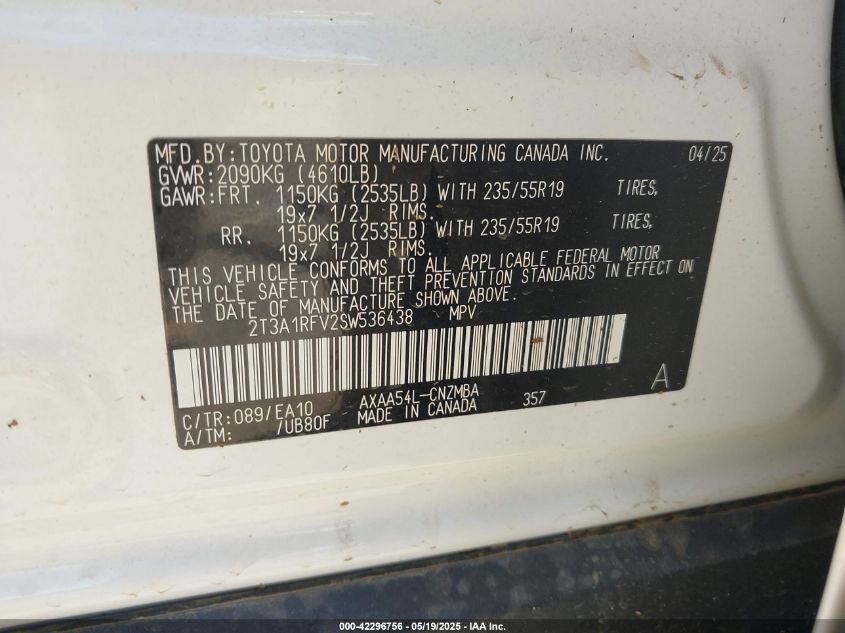 MFD.BY:TOYOTA MOTOR MANUFACTURING CANADA INC. 04/25
GVWR:2090KG (4610LB)
GAWR:FRT. 1150KG (2535LB) WITH 235/55R19 TIRES,
19x7 1/2J RIMS.
RR. 1150KG (2535LB) WITH 235/55R19 TIRES,
19x7 1/2J RIMS.
THIS VEHICLE CONFORMS TO ALL APPLICABLE FEDERAL MOTOR
VEHICLE SAFETY AND THEFT PREVENTION STANDARDS IN EFFECT ON
THE DATE OF MANUFACTURE SHOWN ABOVE.
2T3A1RFV2SW536438 MPV
C/TR:089/EA10 AXAA54L-CNZMBA A
A/TM: /UB80F MADE IN CANADA 357
000-42296756 - 05/19/2025 - IAA Inc.